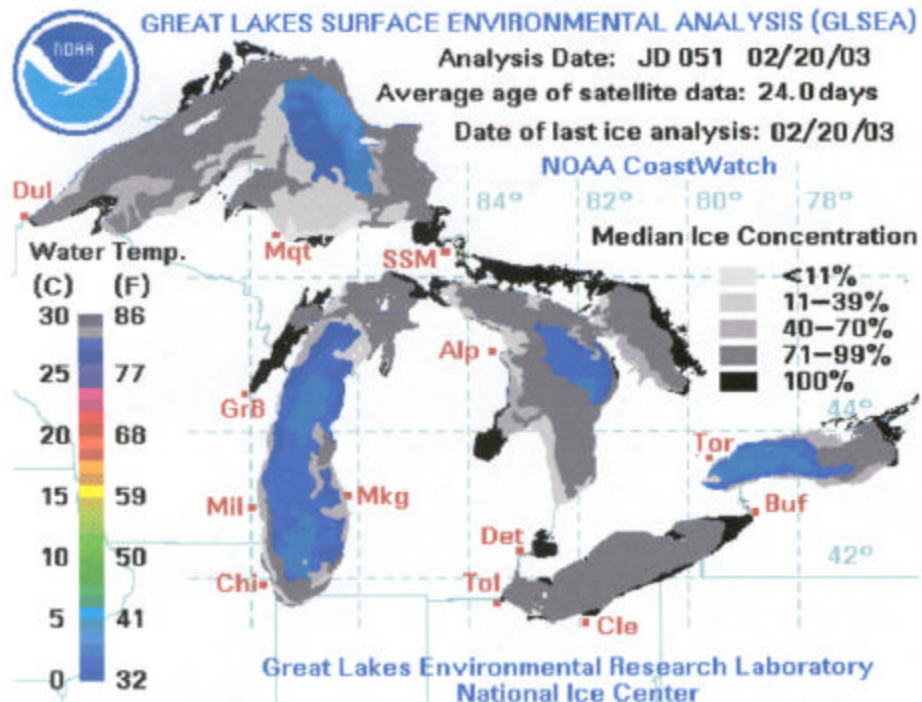 NOAA
GREAT LAKES SURFACE ENVIRONMENTAL ANALYSIS (GLSEA)
Analysis Date: JD 051 02/20/03
Average age of satellite data: 24.0 days
Date of last ice analysis: 02/20/03
NOAA CoastWatch
84° 82° 80° 78°
Dul
Mqt
SSM
Median Ice Concentration
<11%
11-39%
40-70%
71-99%
100%
Water Temp.
(C) (F)
30 86
25 77
20 68
15 59
10 50
5 41
0 32
Alp
GrB
44°
Tor
Mil
Mkg
Buf
Det
42°
Chi
Tol
Cle
Great Lakes Environmental Research Laboratory
National Ice Center